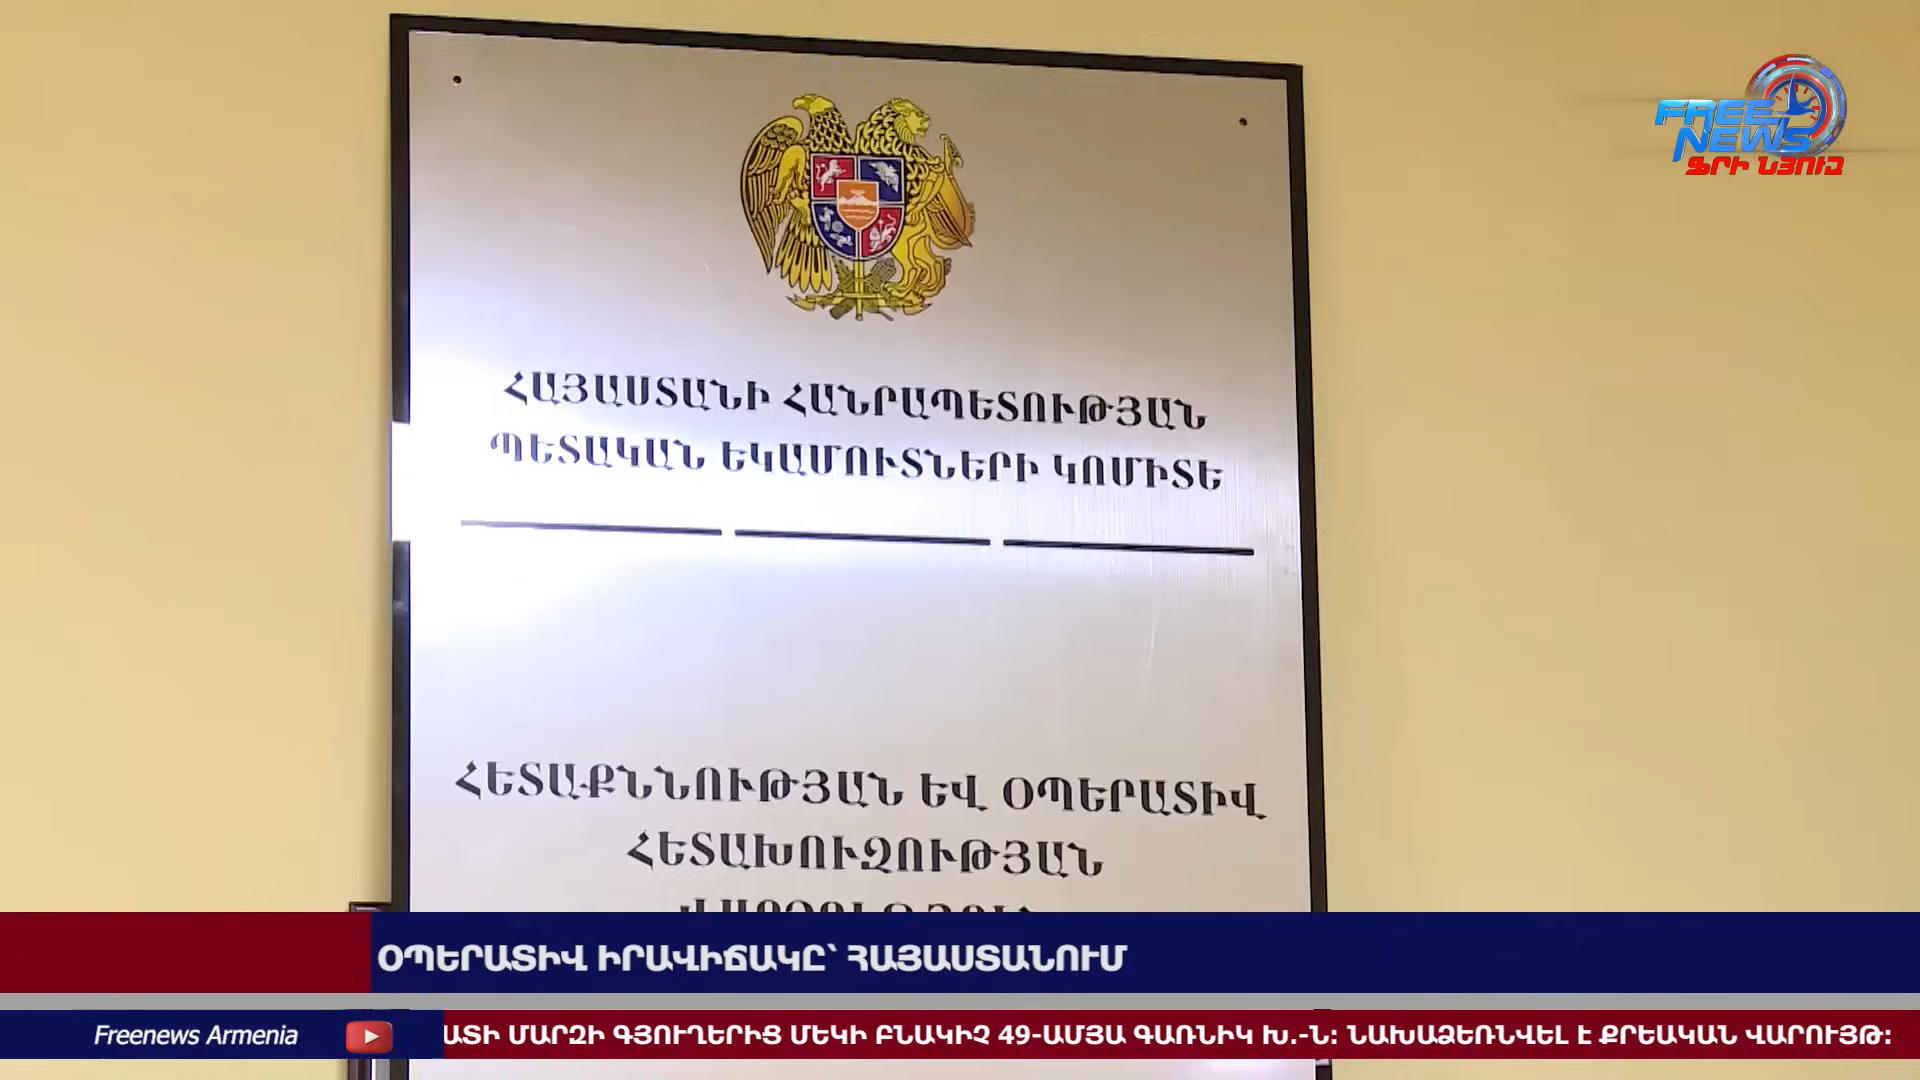 FREE
NEWS
ՖՐԻ ՆՅՈՒԶ
ՀԱՅԱՍՏԱՆԻ ՀԱՆՐԱՊԵՏՈՒԹՅԱՆ
ՊԵՏԱԿԱՆ ԵԿԱՄՈՒՏՆԵՐԻ ԿՈՄԻՏԵ
ՀԵՏԱՔՆՆՈՒԹՅԱՆ ԵՎ ՕՊԵՐԱՏԻՎ
ՀԵՏԱԽՈՒԶՈՒԹՅԱՆ
ՕՊԵՐԱՏԻՎ ԻՐԱՎԻՃԱԿԸ՝ ՀԱՅԱՍՏԱՆՈՒՄ
Freenews Armenia
ԱՏԻ ՄԱՐԶԻ ԳՅՈՒՂԵՐԻՑ ՄԵԿԻ ԲՆԱԿԻՉ 49-ԱՄՅԱ ԳԱՌՆԻԿ Խ.-Ն: ՆԱԽԱՁԵՌՆՎԵԼ Է ՔՐԵԱԿԱՆ ՎԱՐՈՒՅԹ: